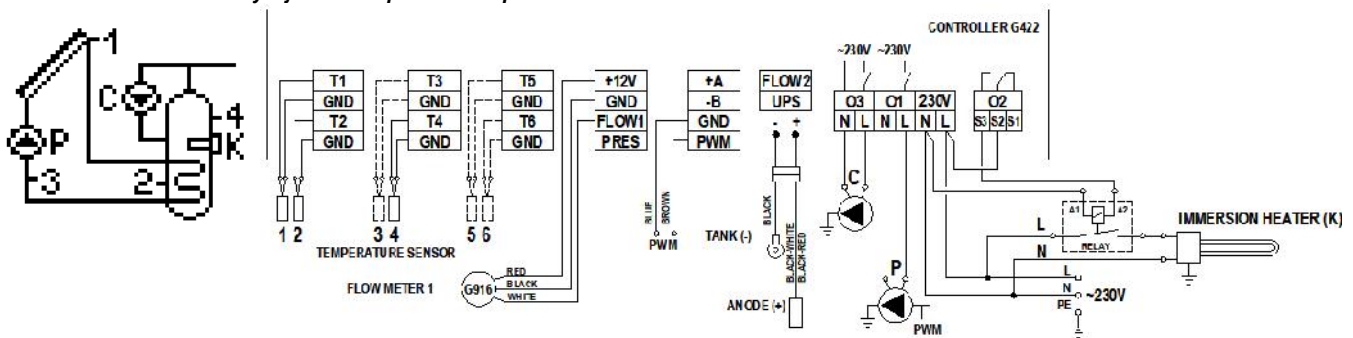 1
C
4
P
K
3
2
CONTROLLER G422
~230V ~230V
T1
GND
T2
GND
T3
GND
T4
GND
T5
GND
T6
GND
+12V
GND
FLOW1
PRES
+A
-B
GND
PWM
FLOW2
UPS
- +
O3 O1 230V O2
N L N L N L S3 S2 S1
1 2 3 4 5 6
TEMPERATURE SENSOR
FLOW METER 1
G916
RED
BLACK
WHITE
BLUE
BROWN
PWM
BLACK
TANK (-)
BLACK-WHITE
BLACK-RED
ANODE (+)
C
P
PWM
A1 A2
RELAY
L
N
IMMERSION HEATER (K)
L
N ~230V
PE